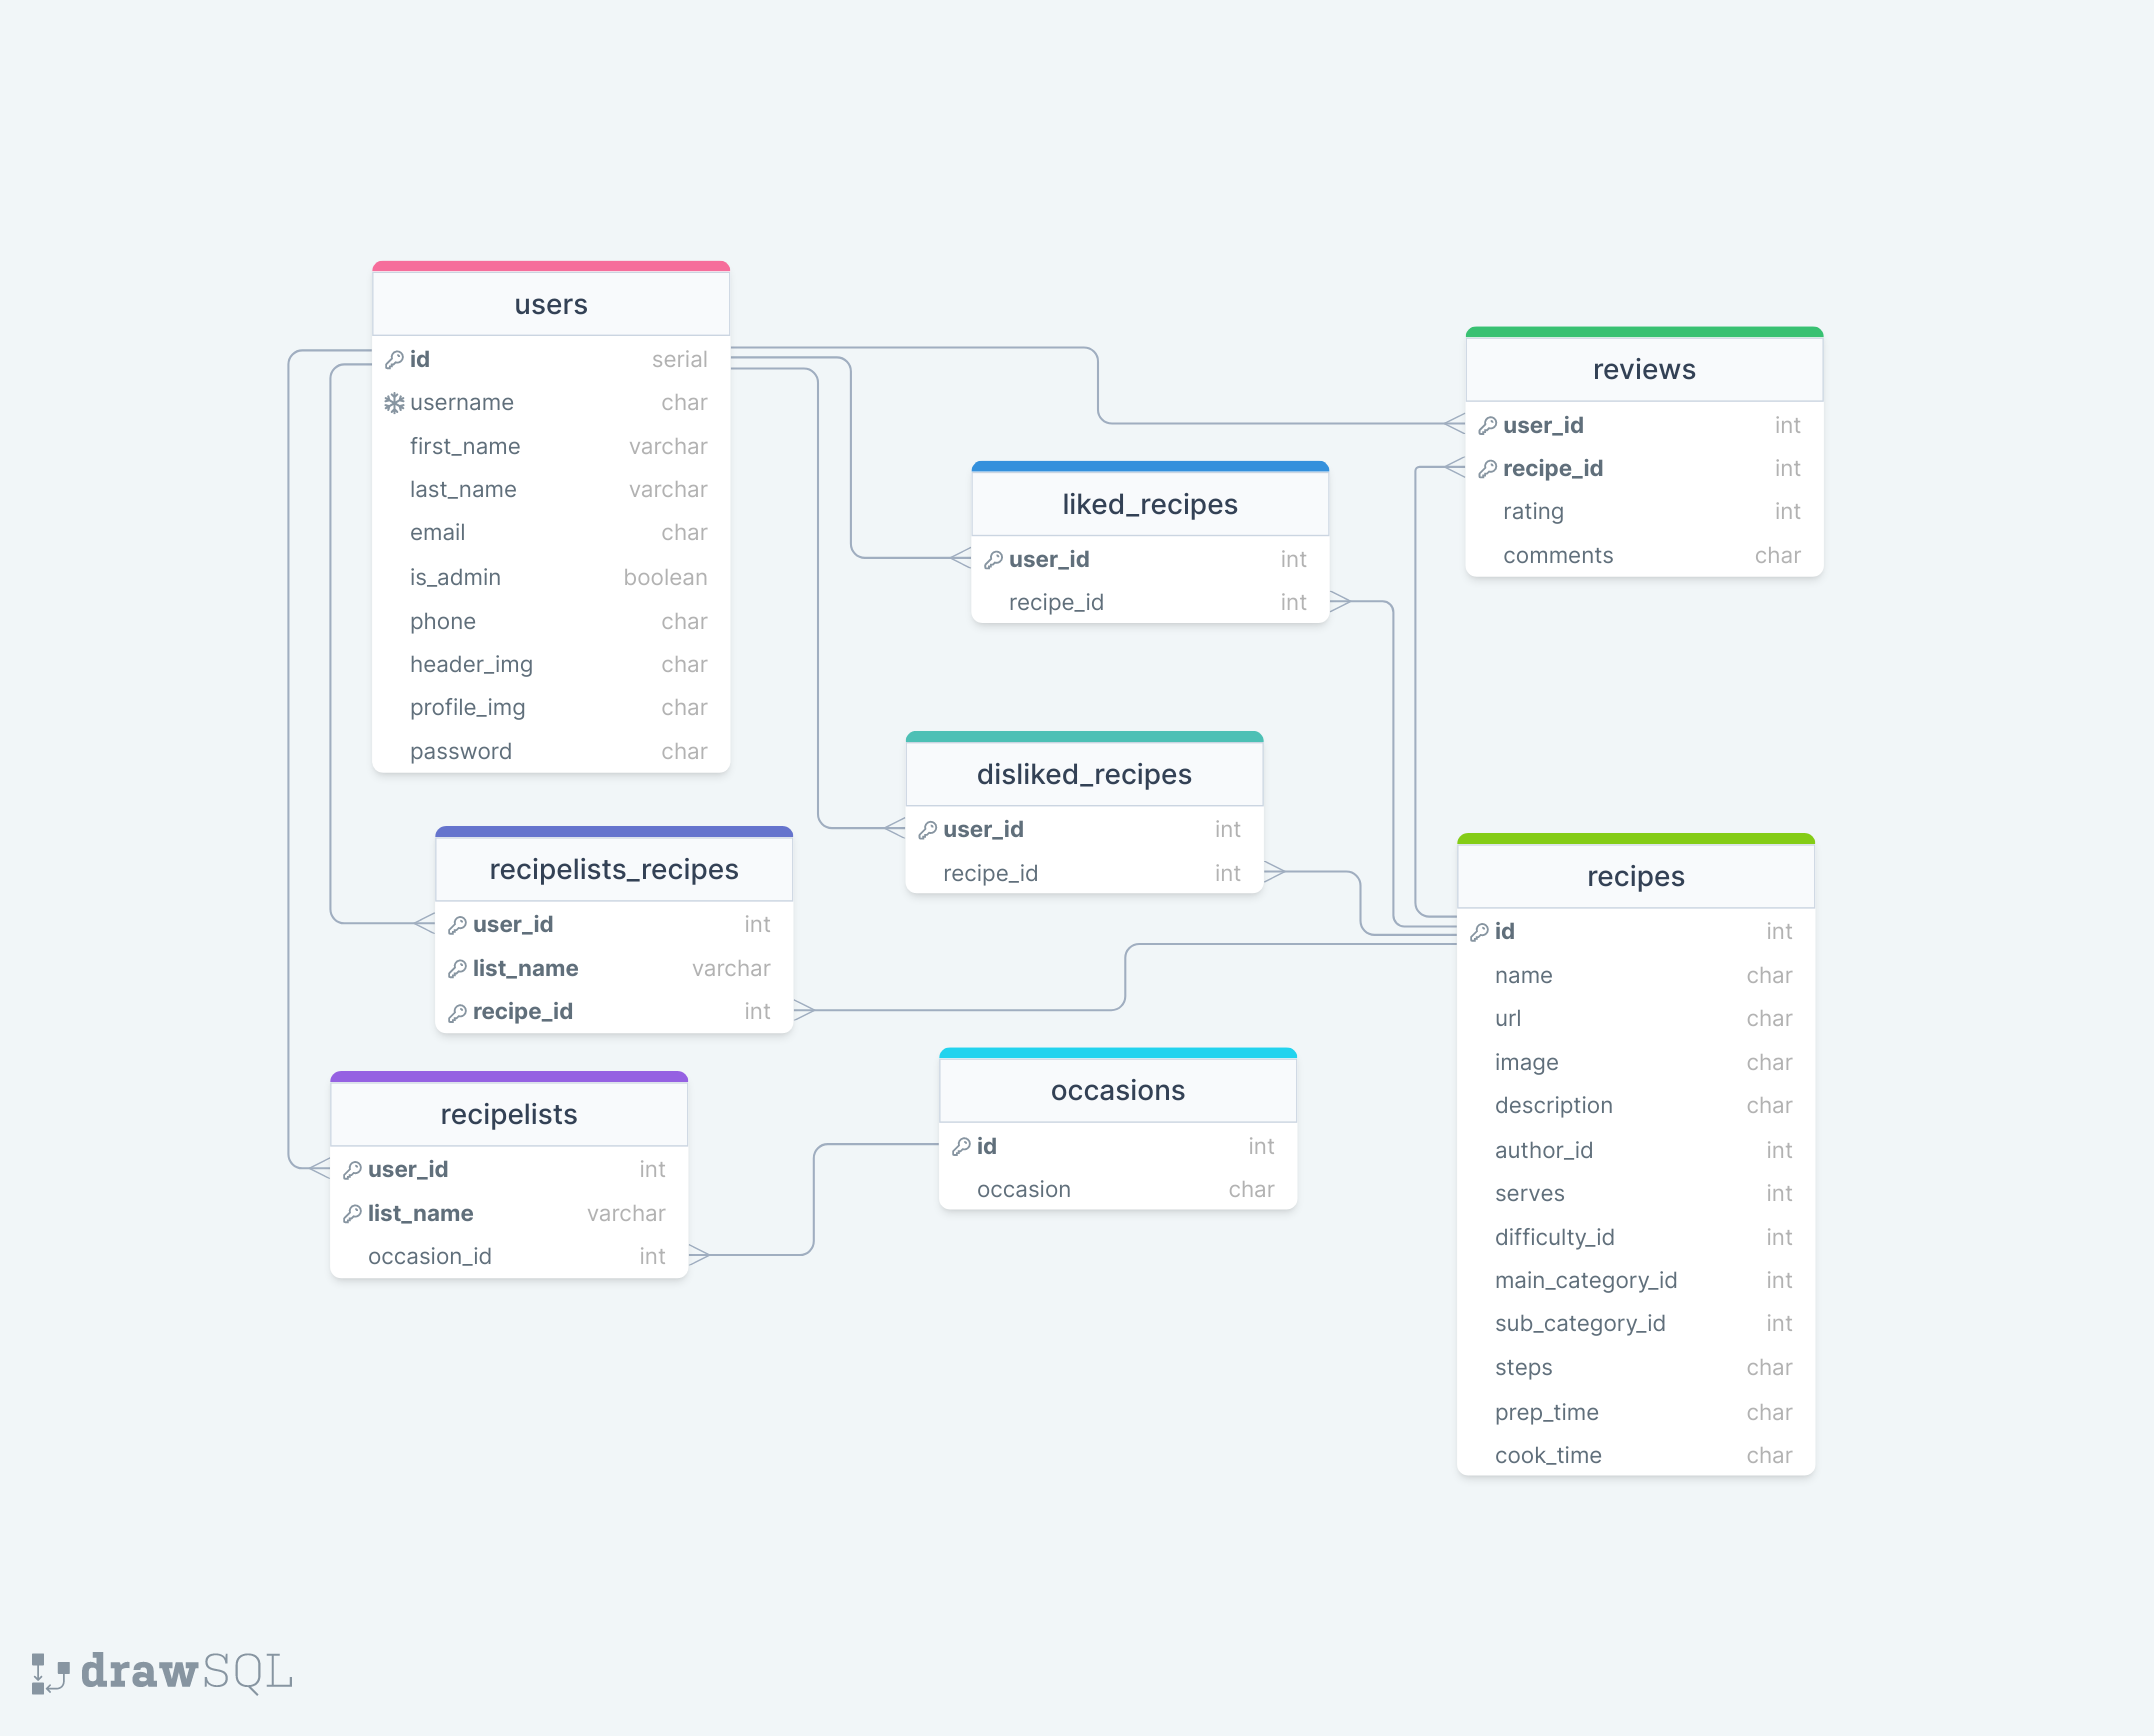 users
id serial
username char
first_name varchar
last_name varchar
email char
is_admin boolean
phone char
header_img char
profile_img char
password char
reviews
user_id int
recipe_id int
rating int
comments char
liked_recipes
user_id int
recipe_id int
disliked_recipes
user_id int
recipe_id int
recipelists_recipes
user_id int
list_name varchar
recipe_id int
recipes
id int
name char
url char
image char
description char
author_id int
serves int
difficulty_id int
main_category_id int
sub_category_id int
steps char
prep_time char
cook_time char
occasions
id int
occasion char
recipelists
user_id int
list_name varchar
occasion_id int
drawSQL